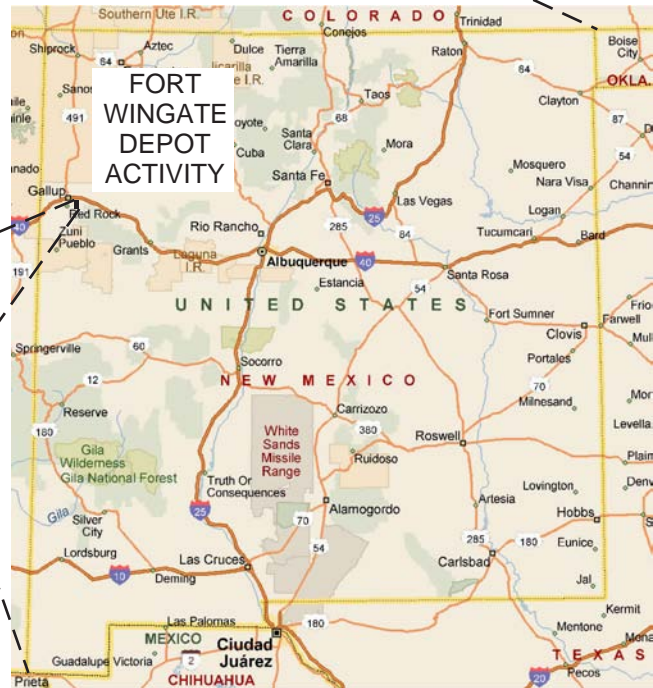 Southern Ute I.R.
COLORADO
Conejos
Trinidad
Aztec
Shiprock
64
Dulce
Tierra
Amarilla
Raton
Boise
City
64
OKLA.
Sanos
491
FORT
WINGATE
DEPOT
ACTIVITY
Jicarilla
I.R.
Taos
68
Clayton
87
54
Cuba
Santa
Clara
Mora
Mosquero
Nara Visa
Channin
Santa Fe
Gallup
Red Rock
40
Zuni
Pueblo
Rio Rancho
25
285
Las Vegas
84
Logan
Tucumcari
Bard
Grants
Laguna
I.R.
Albuquerque
40
Santa Rosa
191
Estancia
54
UNITED STATES
Fort Sumner
Clovis
Farwell
Springerville
60
Socorro
Portales
12
NEW MEXICO
70
Milnesand
Reserve
Carrizozo
Levella
180
380
White
Sands
Missile
Range
Roswell
Plain
Gila
Wilderness
Gila National Forest
Ruidoso
Truth Or
Consequences
Lovington
Gila
25
Alamogordo
Artesia
Hobbs
Silver
City
70
54
285
180
Eunice
Lordsburg
Las Cruces
Carlsbad
10
Deming
Jal
Las Palomas
180
Kermit
MEXICO
Ciudad
Juárez
Mentone
Guadalupe Victoria
2
TEXAS
Prieta
CHIHUAHUA
20
Pecos